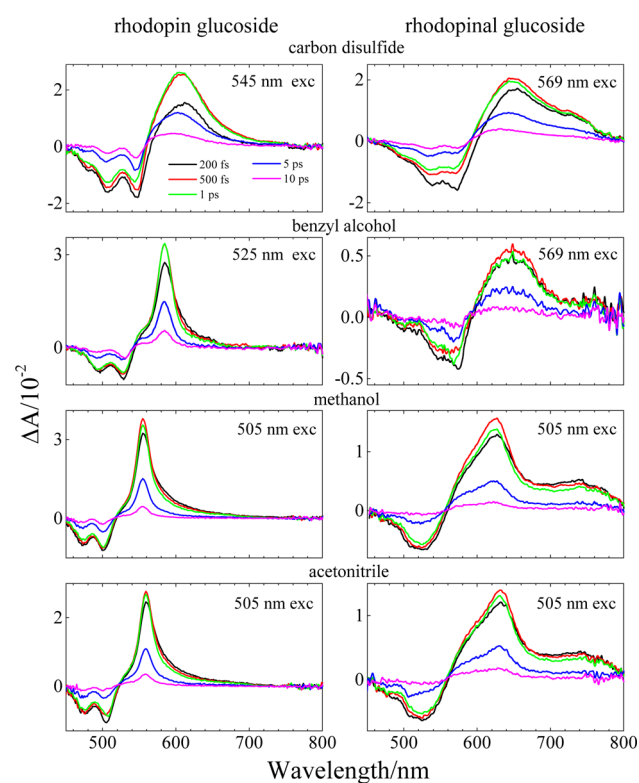 rhodopin glucoside rhodopinal glucoside
carbon disulfide
545 nm exc 569 nm exc
2 2
0 0
200 fs 5 ps
500 fs 10 ps
1 ps
-2 -2
benzyl alcohol
525 nm exc 569 nm exc
3 0.5
0 0.0
-0.5
methanol
505 nm exc 505 nm exc
3 1
0 0
acetonitrile
505 nm exc 505 nm exc
2 1
0 0
500 600 700 800 500 600 700 800
ΔA/10⁻²
Wavelength/nm